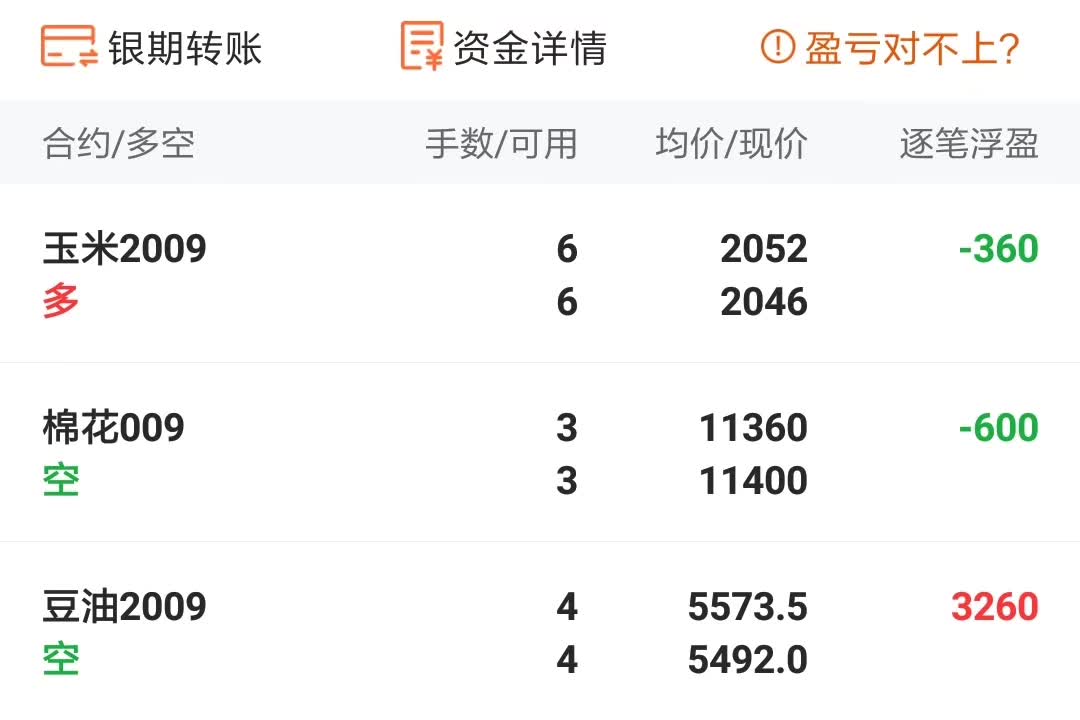 银期转账 资金详情 盈亏对不上?
合约/多空 手数/可用 均价/现价 逐笔浮盈
玉米2009 6 2052 -360
多 6 2046
棉花009 3 11360 -600
空 3 11400
豆油2009 4 5573.5 3260
空 4 5492.0